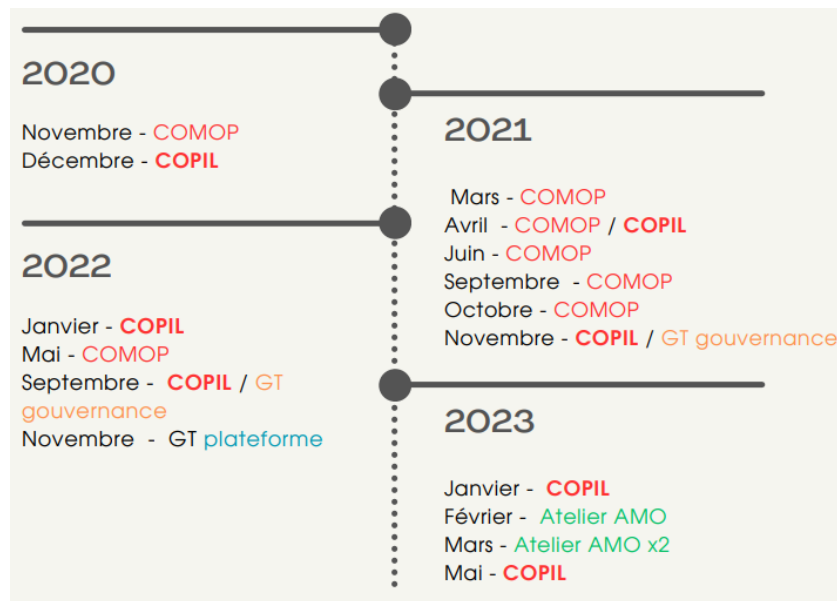 2020
Novembre - COMOP
Décembre - COPIL
2021
Mars - COMOP
Avril - COMOP / COPIL
Juin - COMOP
Septembre - COMOP
Octobre - COMOP
Novembre - COPIL / GT gouvernance
2022
Janvier - COPIL
Mai - COMOP
Septembre - COPIL / GT
gouvernance
Novembre - GT plateforme
2023
Janvier - COPIL
Février - Atelier AMO
Mars - Atelier AMO x2
Mai - COPIL